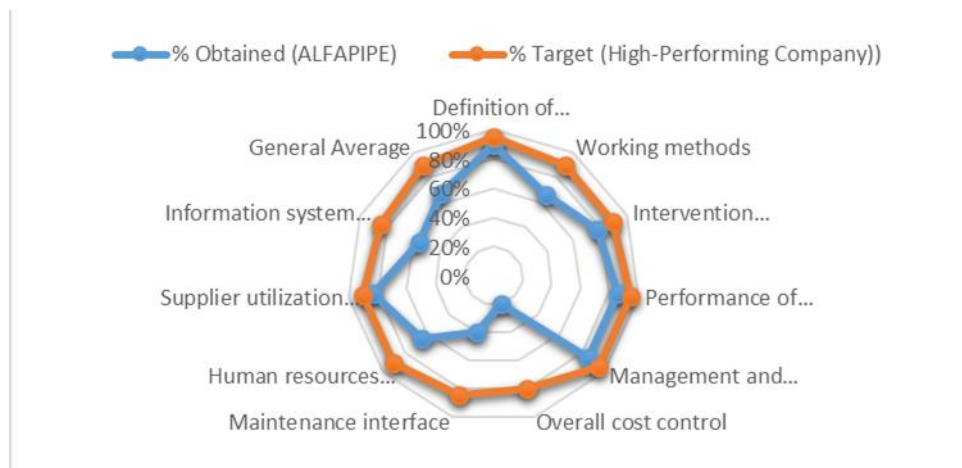 % Obtained (ALFAPIPE)
% Target (High-Performing Company))
Definition of...
Working methods
Intervention...
Performance of...
Management and...
Overall cost control
Maintenance interface
Human resources...
Supplier utilization...
Information system...
General Average
100%
80%
60%
40%
20%
0%